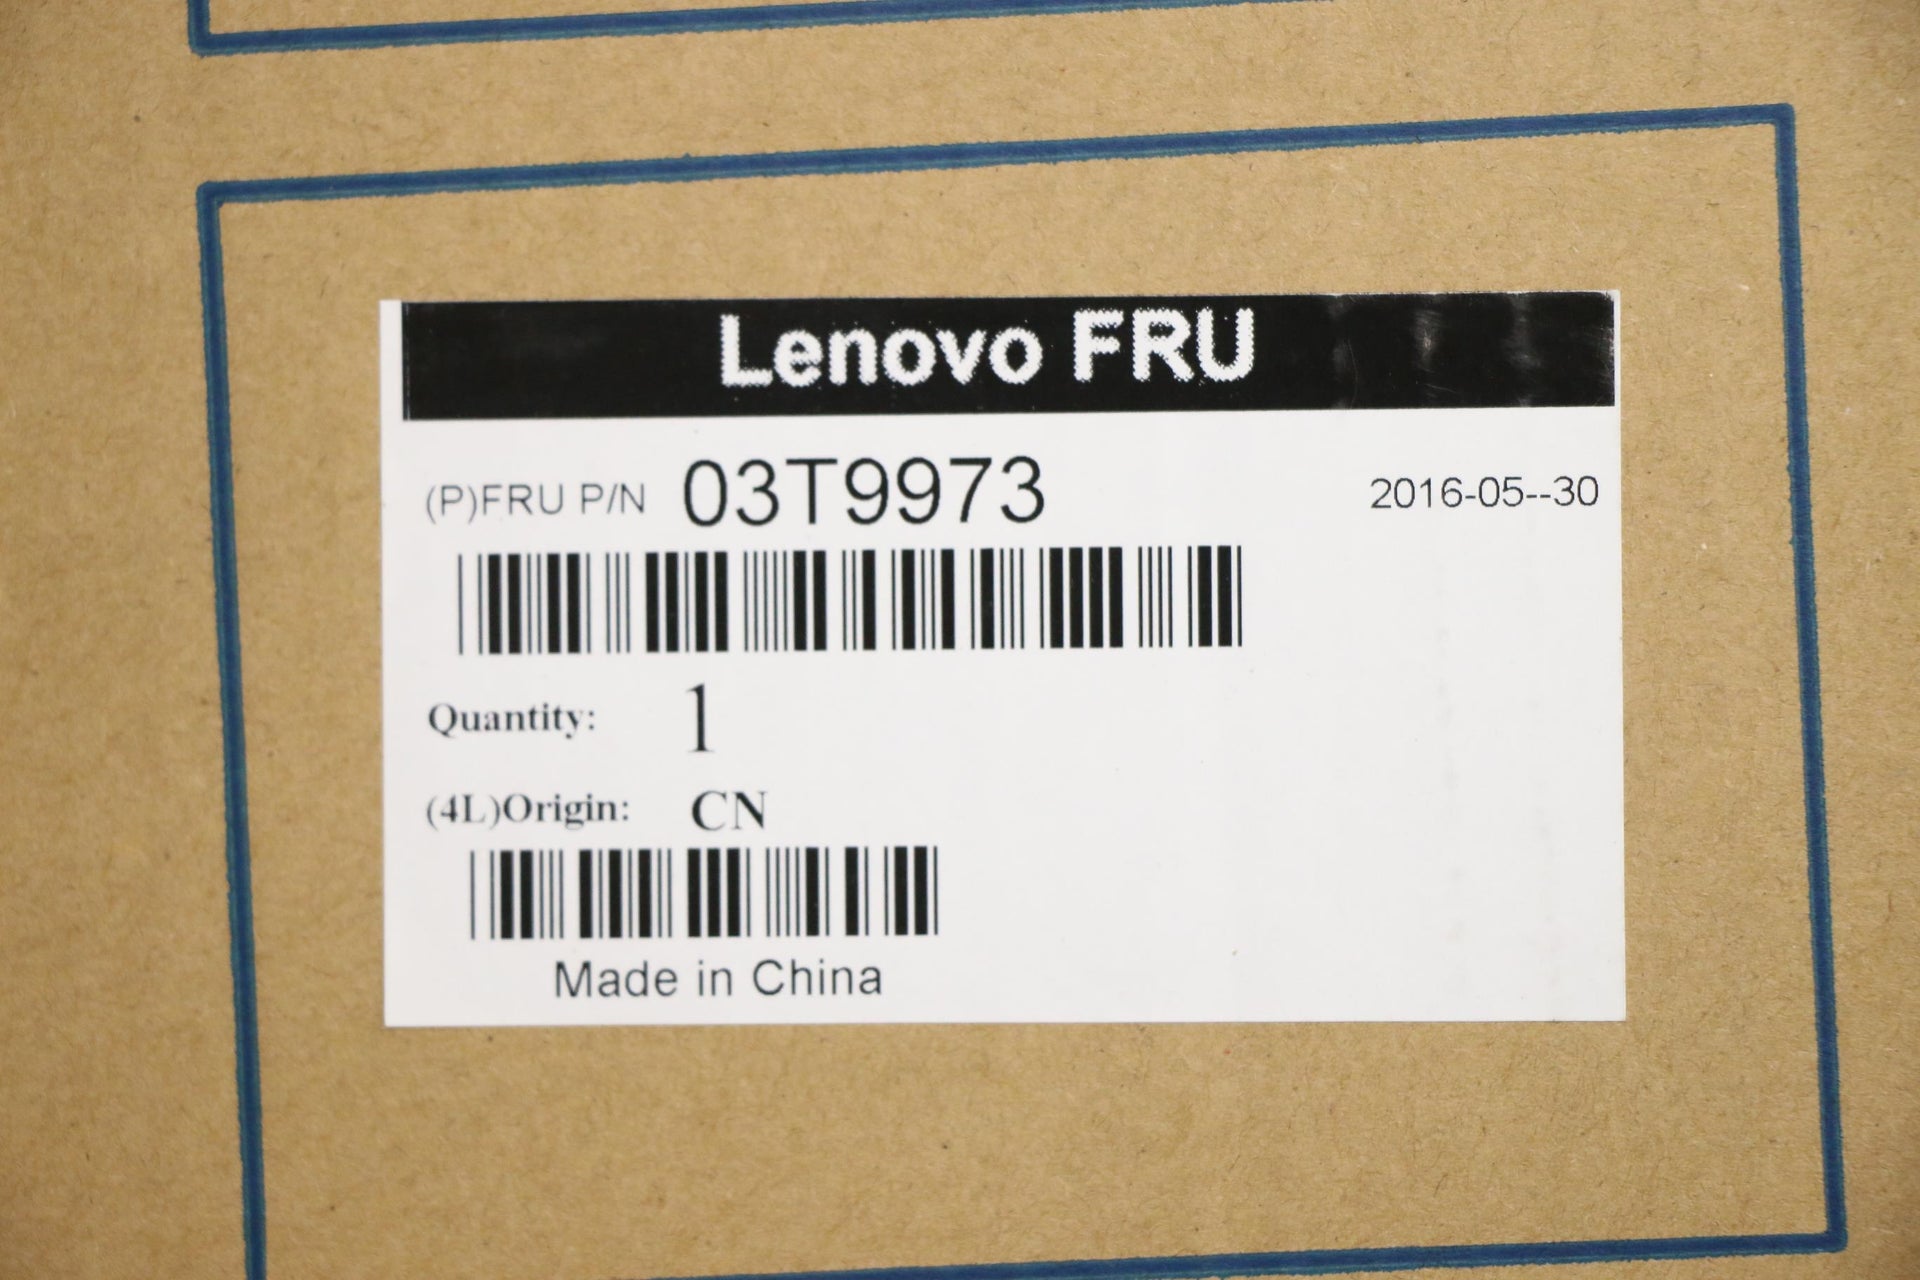 Lenovo FRU
(P)FRU P/N 03T9973 2016-05--30
Quantity: 1
(4L)Origin: CN
Made in China